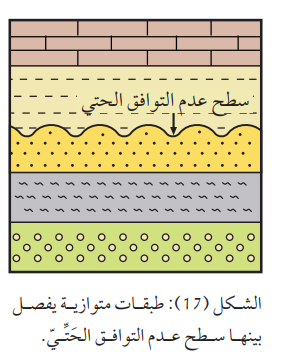 سطح عدم التوافق الحتي
الشكل (17): طبقات متوازية يفصل
بينها سطح عدم التوافق الحَتِّيّ.